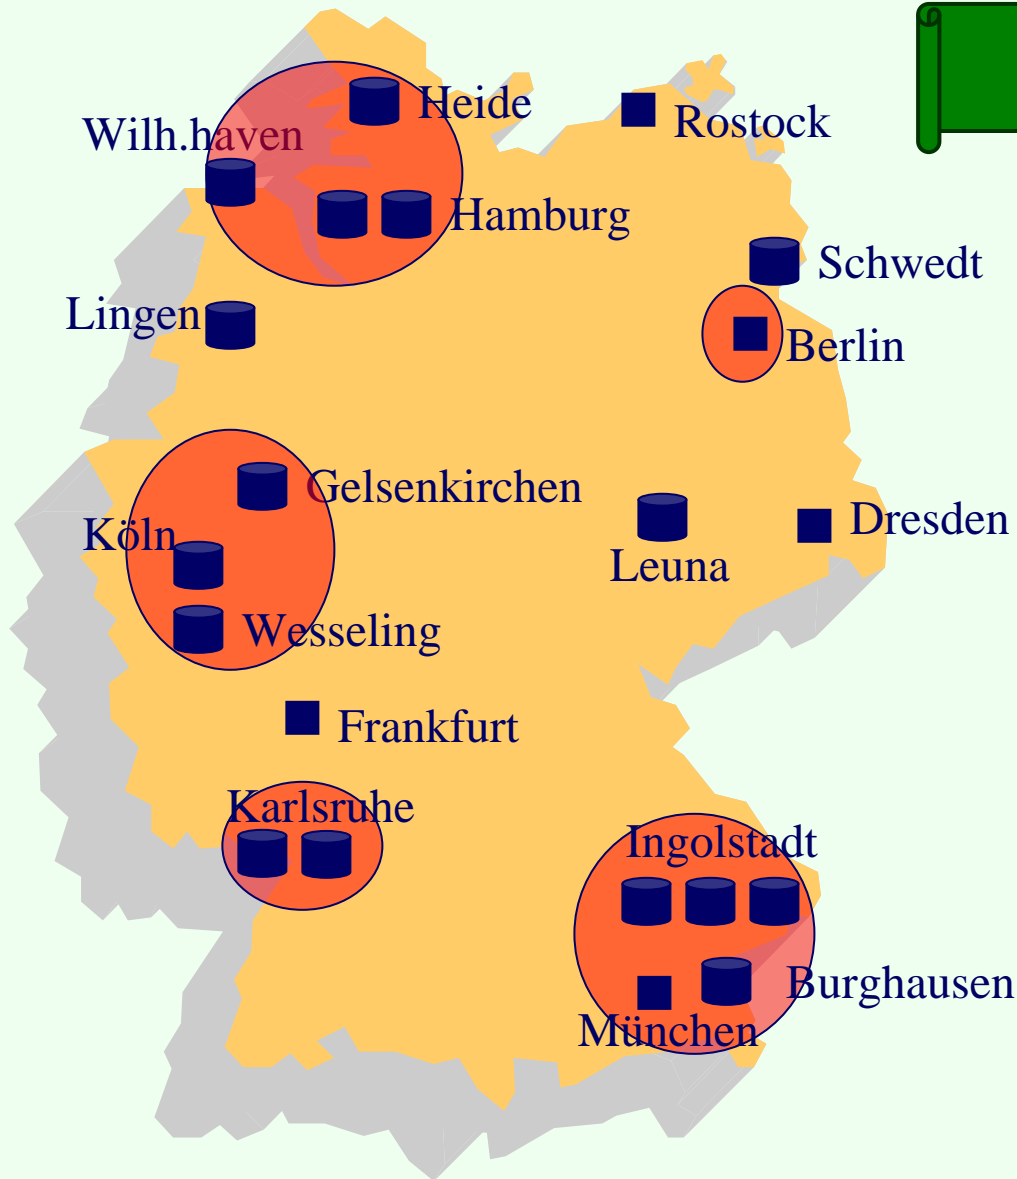 Heide
Rostock
Wilh.haven
Hamburg
Schwedt
Lingen
Berlin
Gelsenkirchen
Dresden
Köln
Leuna
Wesseling
Frankfurt
Karlsruhe
Ingolstadt
Burghausen
München